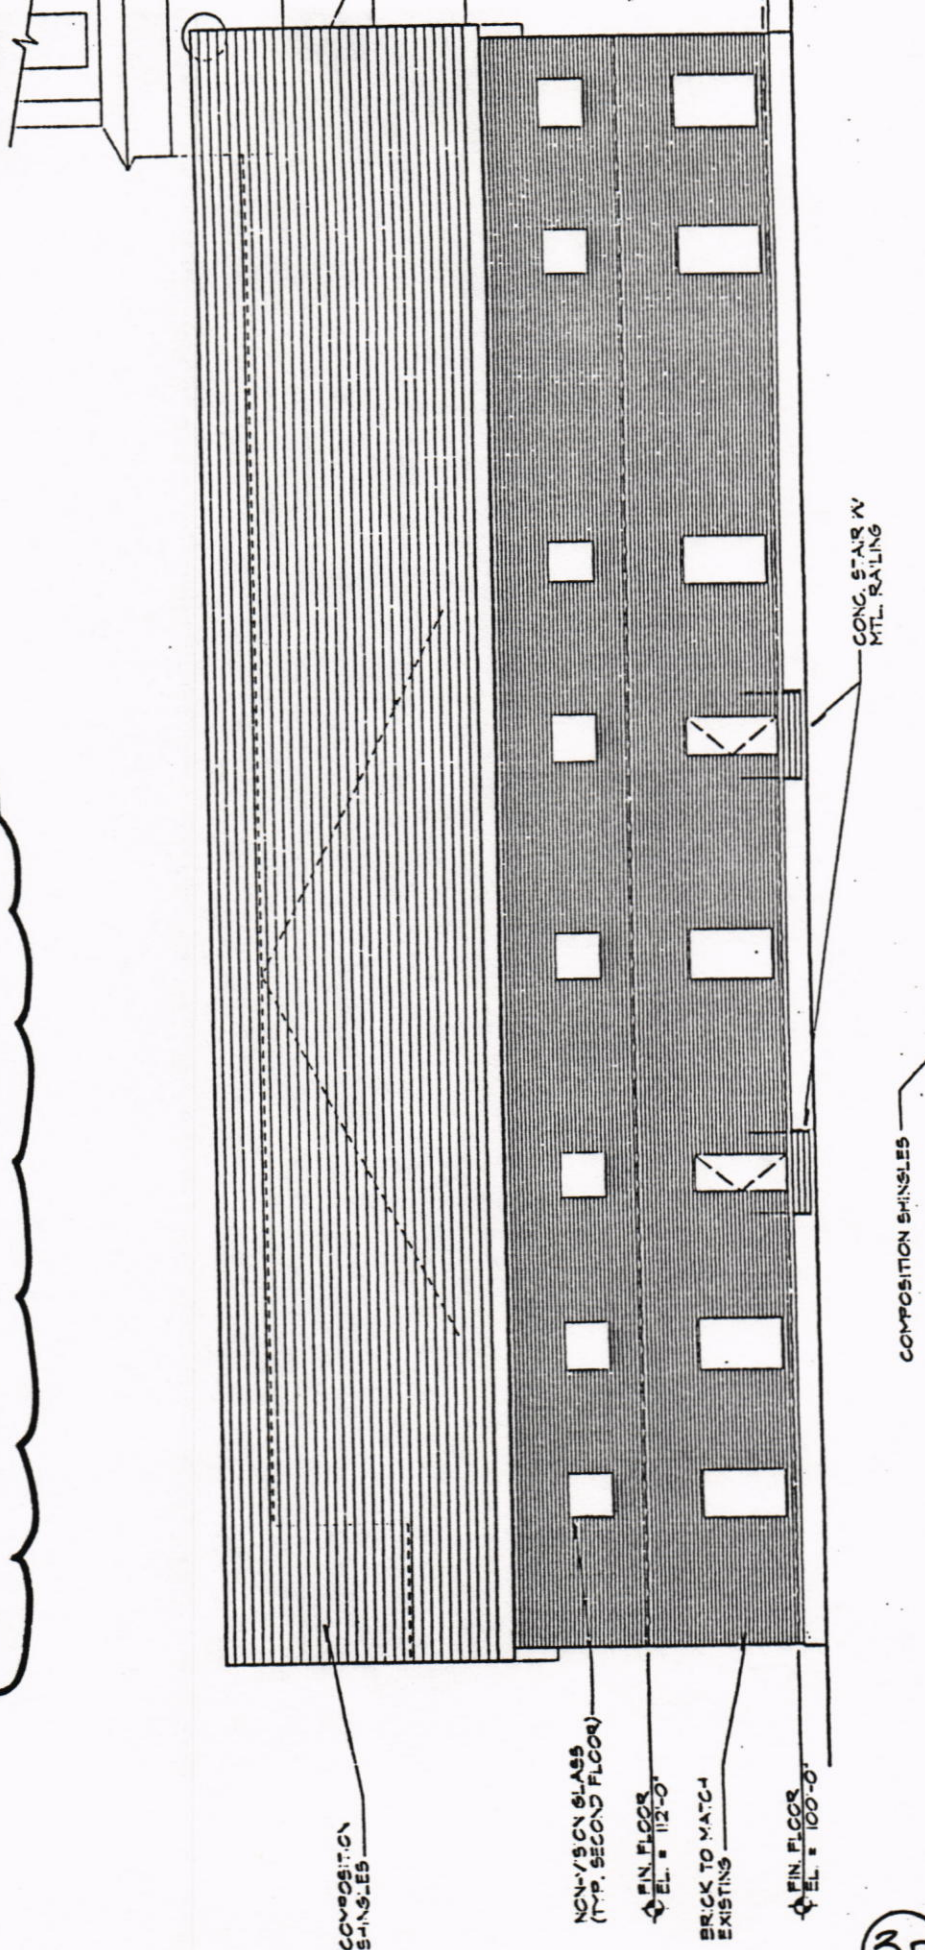 COMPOSITION
SHINGLES
NON-VISION GLASS
(TYP. SECOND FLOOR)
FIN. FLOOR
EL. = 112'-0"
BRICK TO MATCH
EXISTING
FIN. FLOOR
EL. = 100'-0"
CONC. STAIR W/
MTL. RAILING
COMPOSITION SHINGLES